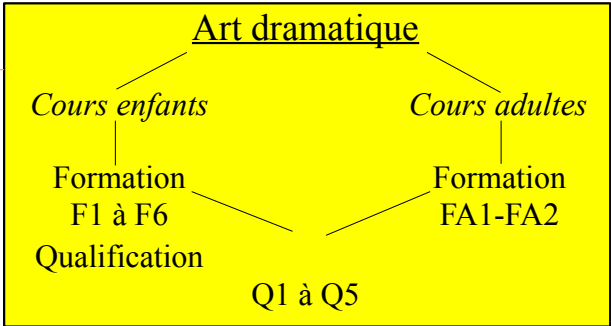 Art dramatique
Cours enfants Cours adultes
Formation Formation
F1 à F6 FA1-FA2
Qualification
Q1 à Q5